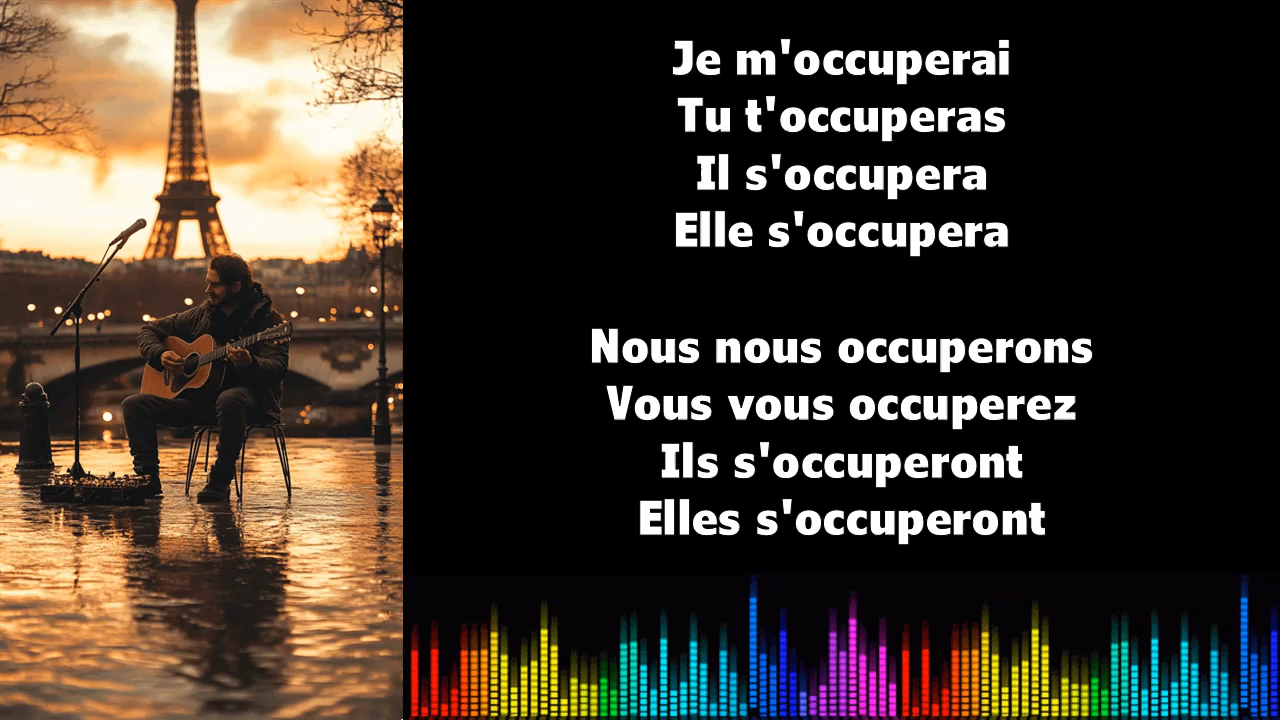 Je m'occuperai
Tu t'occuperas
Il s'occupera
Elle s'occupera
Nous nous occuperons
Vous vous occuperez
Ils s'occuperont
Elles s'occuperont